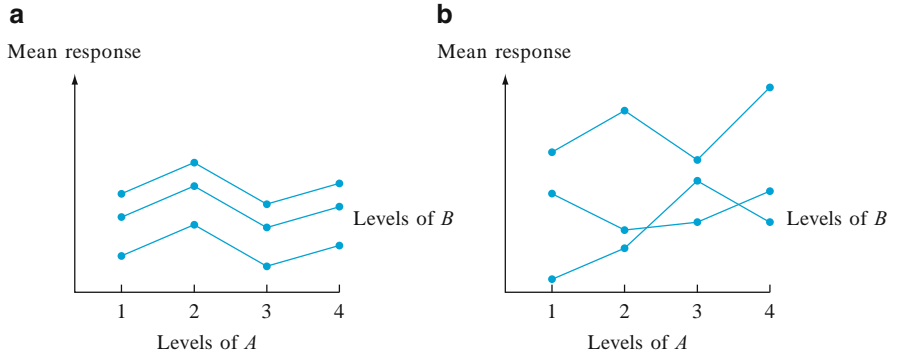 a
Mean response
1 2 3 4
Levels of A
Levels of B
b
Mean response
1 2 3 4
Levels of A
Levels of B